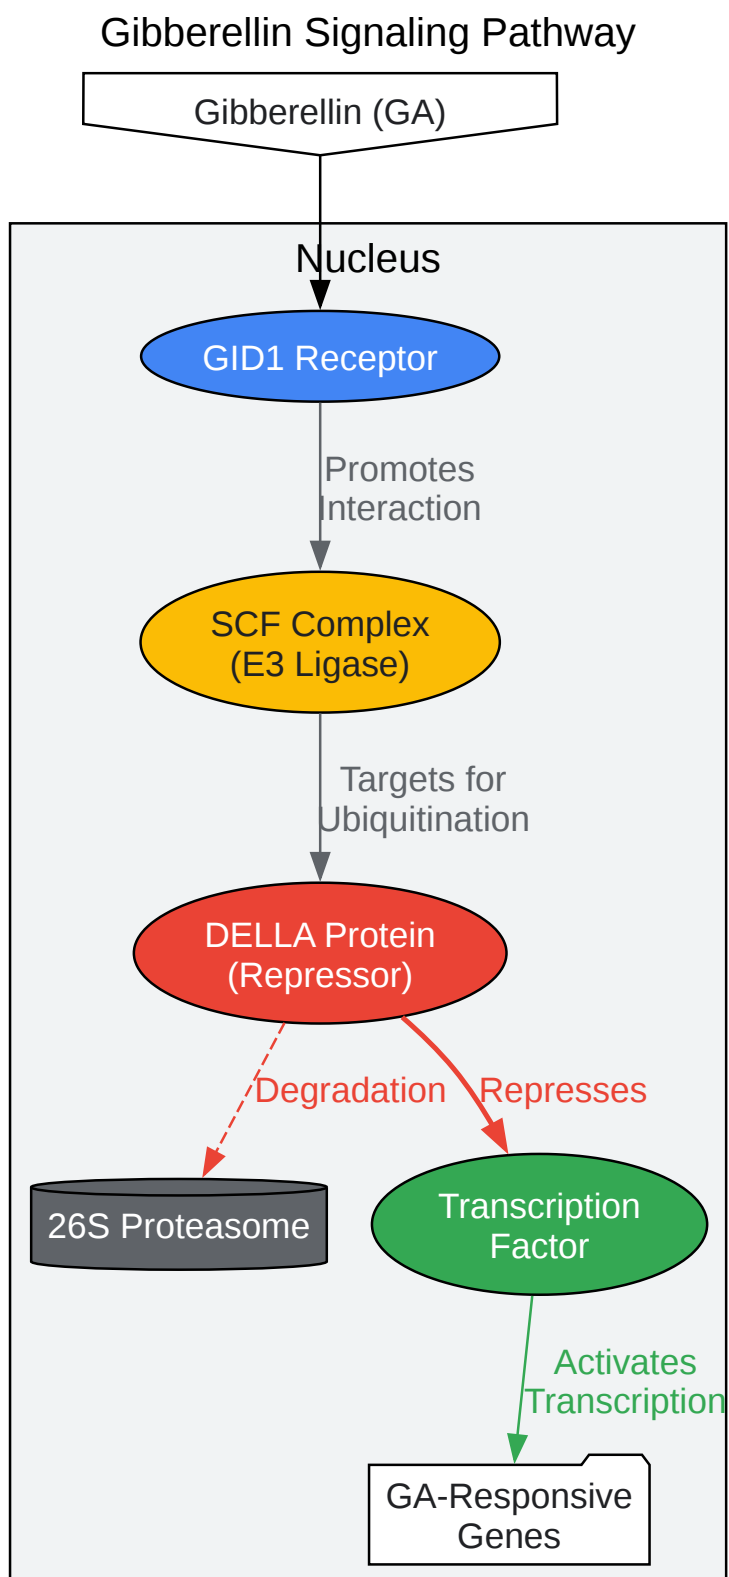 Gibberellin Signaling Pathway
Gibberellin (GA)
Nucleus
GID1 Receptor
Promotes
Interaction
SCF Complex
(E3 Ligase)
Targets for
Ubiquitination
DELLA Protein
(Repressor)
Degradation
Represses
26S Proteasome
Transcription
Factor
Activates
Transcription
GA-Responsive
Genes